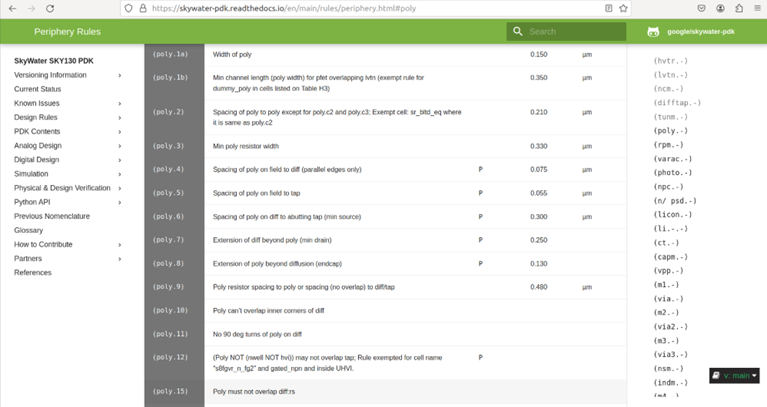 https://skywater-pdk.readthedocs.io/en/main/rules/periphery.html#poly
Periphery Rules
Search
google/skywater-pdk
SkyWater SKY130 PDK
Versioning Information
Current Status
Known Issues
Design Rules
PDK Contents
Analog Design
Digital Design
Simulation
Physical & Design Verification
Python API
Previous Nomenclature
Glossary
How to Contribute
Partners
References
(poly.1a) Width of poly 0.150 µm
(poly.1b) Min channel length (poly width) for pfet overlapping lvtn (exempt rule for
dummy_poly in cells listed on Table H3) 0.350 µm
(poly.2) Spacing of poly to poly except for poly.c2 and poly.c3; Exempt cell: sr_bltd_eq where
it is same as poly.c2 0.210 µm
(poly.3) Min poly resistor width 0.330 µm
(poly.4) Spacing of poly on field to diff (parallel edges only) P 0.075 µm
(poly.5) Spacing of poly on field to tap P 0.055 µm
(poly.6) Spacing of poly on diff to abutting tap (min source) P 0.300 µm
(poly.7) Extension of diff beyond poly (min drain) P 0.250
(poly.8) Extension of poly beyond diffusion (endcap) P 0.130
(poly.9) Poly resistor spacing to poly or spacing (no overlap) to diff/tap 0.480 µm
(poly.10) Poly can't overlap inner corners of diff
(poly.11) No 90 deg turns of poly on diff
(poly.12) (Poly NOT (nwell NOT hvi)) may not overlap tap; Rule exempted for cell name
"s8fgvr_n_fg2" and gated_npn and inside UHVI. P
(poly.15) Poly must not overlap diff:rs
(hvtr.-)
(lvtn.-)
(ncm.-)
(difftap.-)
(tunm.-)
(poly.-)
(rpm.-)
(varac.-)
(photo.-)
(npc.-)
(n/ psd.-)
(licon.-)
(li.-.-)
(ct.-)
(capm.-)
(vpp.-)
(m1.-)
(via.-)
(m2.-)
(via2.-)
(m3.-)
(via3.-)
(nsm.-)
(indm.-)
(m4.-)
v: main